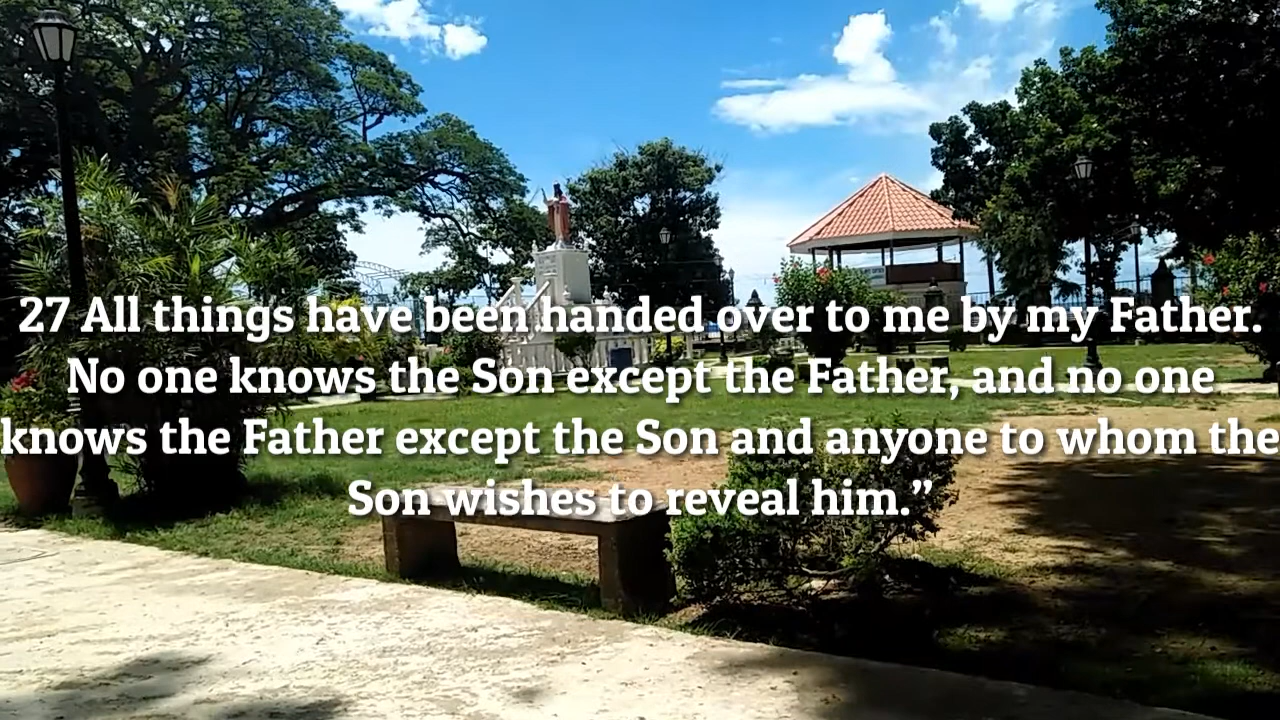 27 All things have been handed over to me by my Father.
No one knows the Son except the Father, and no one
knows the Father except the Son and anyone to whom the
Son wishes to reveal him.”